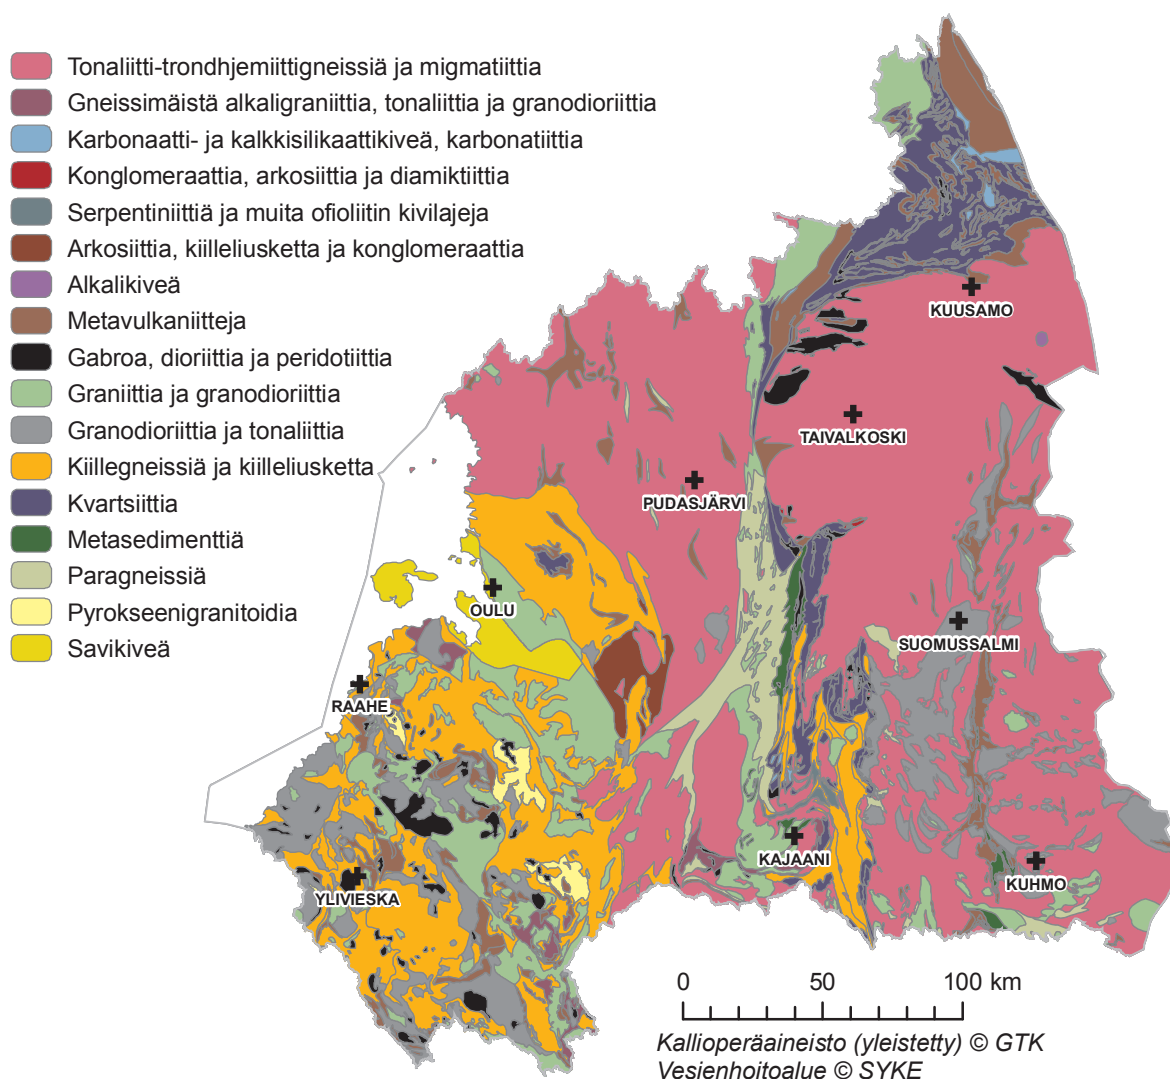 Tonaliitti-trondhjemiittigneissiä ja migmatiittia
Gneissimäistä alkaligraniittia, tonaliittia ja granodioriittia
Karbonaatti- ja kalkkisilikaattikiveä, karbonatiittia
Konglomeraattia, arkosiittia ja diamiktiittia
Serpentiniittiä ja muita ofioliitin kivilajeja
Arkosiittia, kiilleliusketta ja konglomeraattia
Alkalikiveä
Metavulkaniitteja
Gabroa, dioriittia ja peridotiittia
Graniittia ja granodioriittia
Granodioriittia ja tonaliittia
Kiillegneissiä ja kiilleliusketta
Kvartsiittia
Metasedimenttiä
Paragneissiä
Pyrokseenigranitoidia
Savikiveä
KUUSAMO
TAIVALKOSKI
PUDASJÄRVI
OULU
SUOMUSSALMI
RAAHE
KAJAANI
KUHMO
YLIVIESKA
0 50 100 km
Kallioperäaineisto (yleistetty) © GTK
Vesienhoitoalue © SYKE